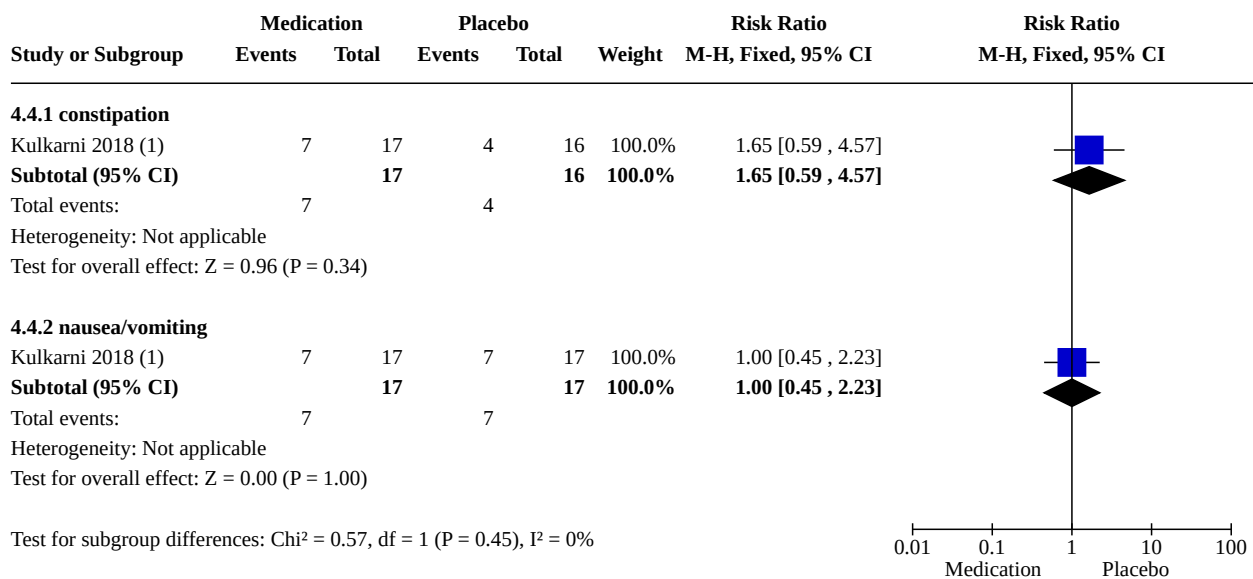 Medication Placebo Risk Ratio Risk Ratio
Study or Subgroup Events Total Events Total Weight M-H, Fixed, 95% CI M-H, Fixed, 95% CI
4.4.1 constipation
Kulkarni 2018 (1) 7 17 4 16 100.0% 1.65 [0.59 , 4.57]
Subtotal (95% CI) 17 16 100.0% 1.65 [0.59 , 4.57]
Total events: 7 4
Heterogeneity: Not applicable
Test for overall effect: Z = 0.96 (P = 0.34)
4.4.2 nausea/vomiting
Kulkarni 2018 (1) 7 17 7 17 100.0% 1.00 [0.45 , 2.23]
Subtotal (95% CI) 17 17 100.0% 1.00 [0.45 , 2.23]
Total events: 7 7
Heterogeneity: Not applicable
Test for overall effect: Z = 0.00 (P = 1.00)
Test for subgroup differences: Chi² = 0.57, df = 1 (P = 0.45), I² = 0%
0.01 0.1 1 10 100
Medication Placebo